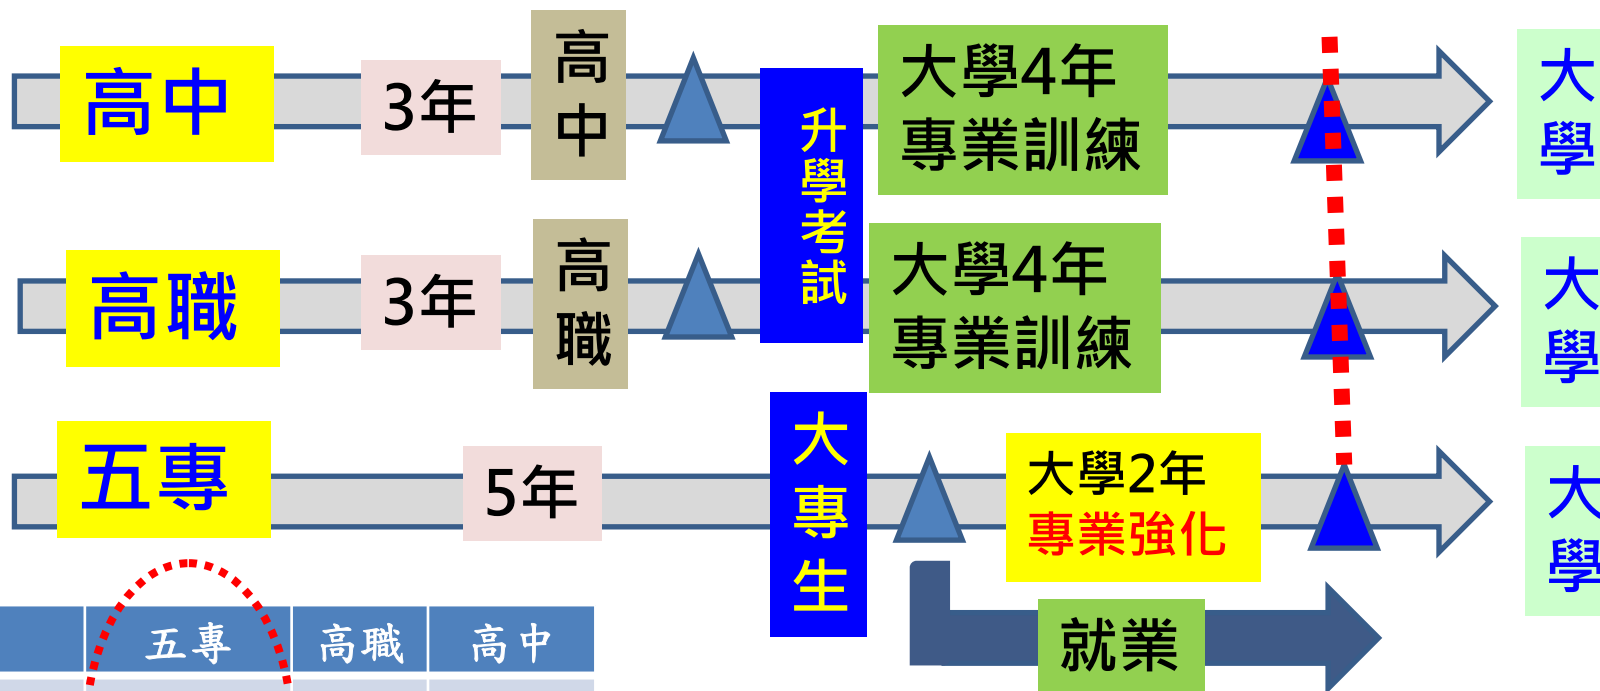 高中
3年
高
中
升
學
考
試
大學4年
專業訓練
大
學
高職
3年
高
職
大學4年
專業訓練
大
學
五專
5年
大
專
生
大學2年
專業強化
大
學
就業
五專 高職 高中